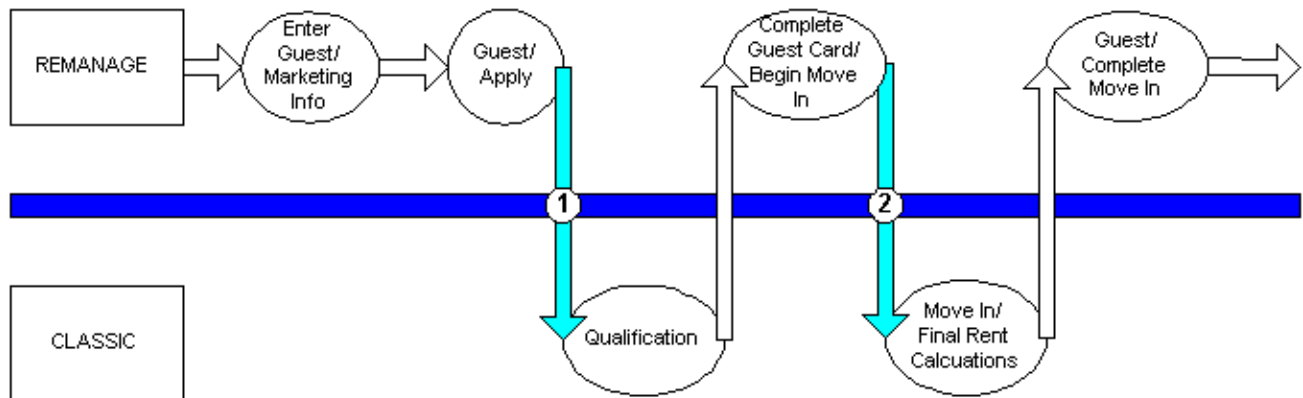 REMANAGE
Enter
Guest/
Marketing
Info
Guest/
Apply
Complete
Guest Card/
Begin Move
In
Guest/
Complete
Move In
1
2
CLASSIC
Qualification
Move In/
Final Rent
Calcuations